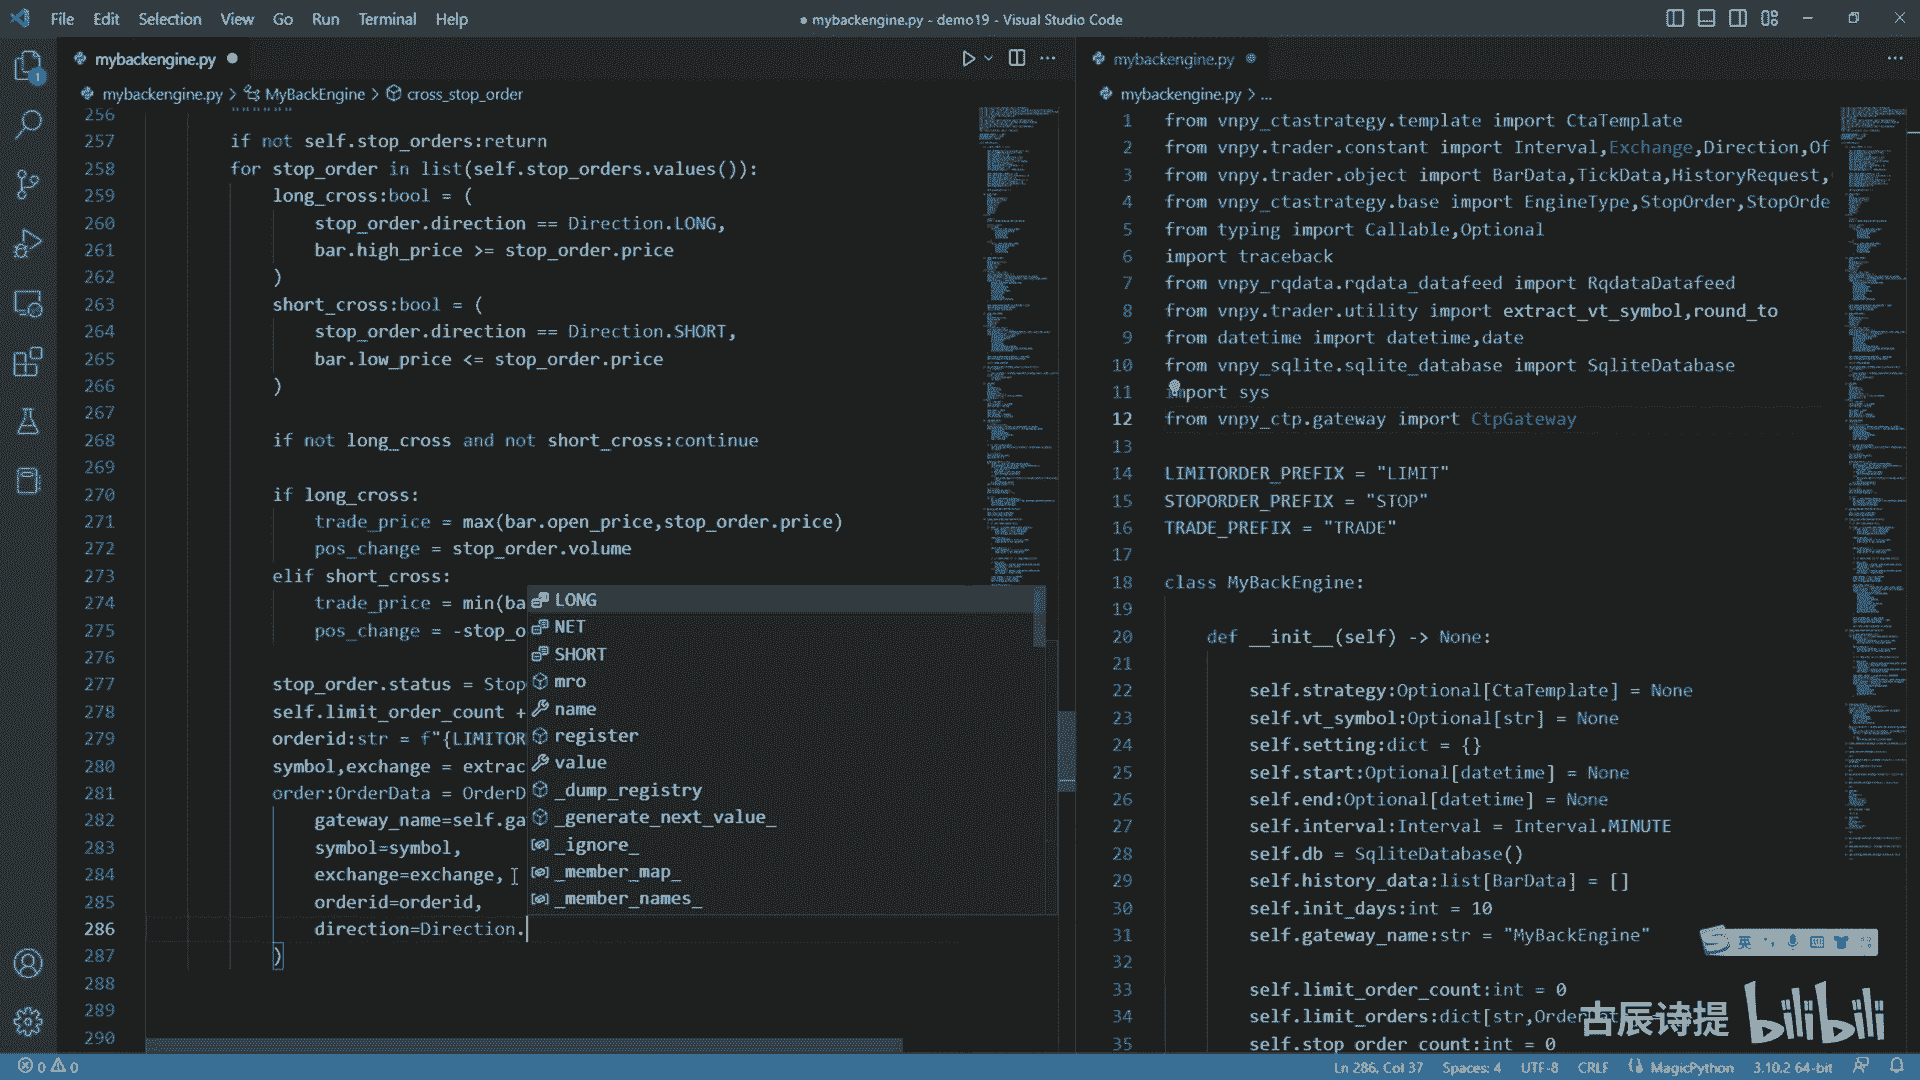 File Edit Selection View Go Run Terminal Help
● mybackengine.py - demo19 - Visual Studio Code
mybackengine.py
mybackengine.py > MyBackEngine > cross_stop_order
256
257 if not self.stop_orders:return
258 for stop_order in list(self.stop_orders.values()):
259 long_cross:bool = (
260 stop_order.direction == Direction.LONG,
261 bar.high_price >= stop_order.price
262 )
263 short_cross:bool = (
264 stop_order.direction == Direction.SHORT,
265 bar.low_price <= stop_order.price
266 )
267
268 if not long_cross and not short_cross:continue
269
270 if long_cross:
271 trade_price = max(bar.open_price,stop_order.price)
272 pos_change = stop_order.volume
273 elif short_cross:
274 trade_price = min(ba
275 pos_change = -stop_o
276
277 stop_order.status = Stop
278 self.limit_order_count +
279 orderid:str = f"{LIMITOR
280 symbol,exchange = extrac
281 order:OrderData = OrderD
282 gateway_name=self.ga
283 symbol=symbol,
284 exchange=exchange,
285 orderid=orderid,
286 direction=Direction.
287 )
288
289
290
LONG
NET
SHORT
mro
name
register
value
_dump_registry
_generate_next_value_
_ignore_
_member_map_
_member_names_
mybackengine.py
mybackengine.py > ...
1 from vnpy_ctastrategy.template import CtaTemplate
2 from vnpy.trader.constant import Interval,Exchange,Direction,Of
3 from vnpy.trader.object import BarData,TickData,HistoryRequest,
4 from vnpy_ctastrategy.base import EngineType,StopOrder,StopOrde
5 from typing import Callable,Optional
6 import traceback
7 from vnpy_rqdata.rqdata_datafeed import RqdataDatafeed
8 from vnpy.trader.utility import extract_vt_symbol,round_to
9 from datetime import datetime,date
10 from vnpy_sqlite.sqlite_database import SqliteDatabase
11 import sys
12 from vnpy_ctp.gateway import CtpGateway
13
14 LIMITORDER_PREFIX = "LIMIT"
15 STOPORDER_PREFIX = "STOP"
16 TRADE_PREFIX = "TRADE"
17
18 class MyBackEngine:
19
20 def __init__(self) -> None:
21
22 self.strategy:Optional[CtaTemplate] = None
23 self.vt_symbol:Optional[str] = None
24 self.setting:dict = {}
25 self.start:Optional[datetime] = None
26 self.end:Optional[datetime] = None
27 self.interval:Interval = Interval.MINUTE
28 self.db = SqliteDatabase()
29 self.history_data:list[BarData] = []
30 self.init_days:int = 10
31 self.gateway_name:str = "MyBackEngine"
32
33 self.limit_order_count:int = 0
34 self.limit_orders:dict[str,Order
35 self.stop_order_count:int = 0
英
古辰诗提 bilibili
1
0 0
Ln 286, Col 37 Spaces: 4 UTF-8 CRLF MagicPython 3.10.2 64-bit